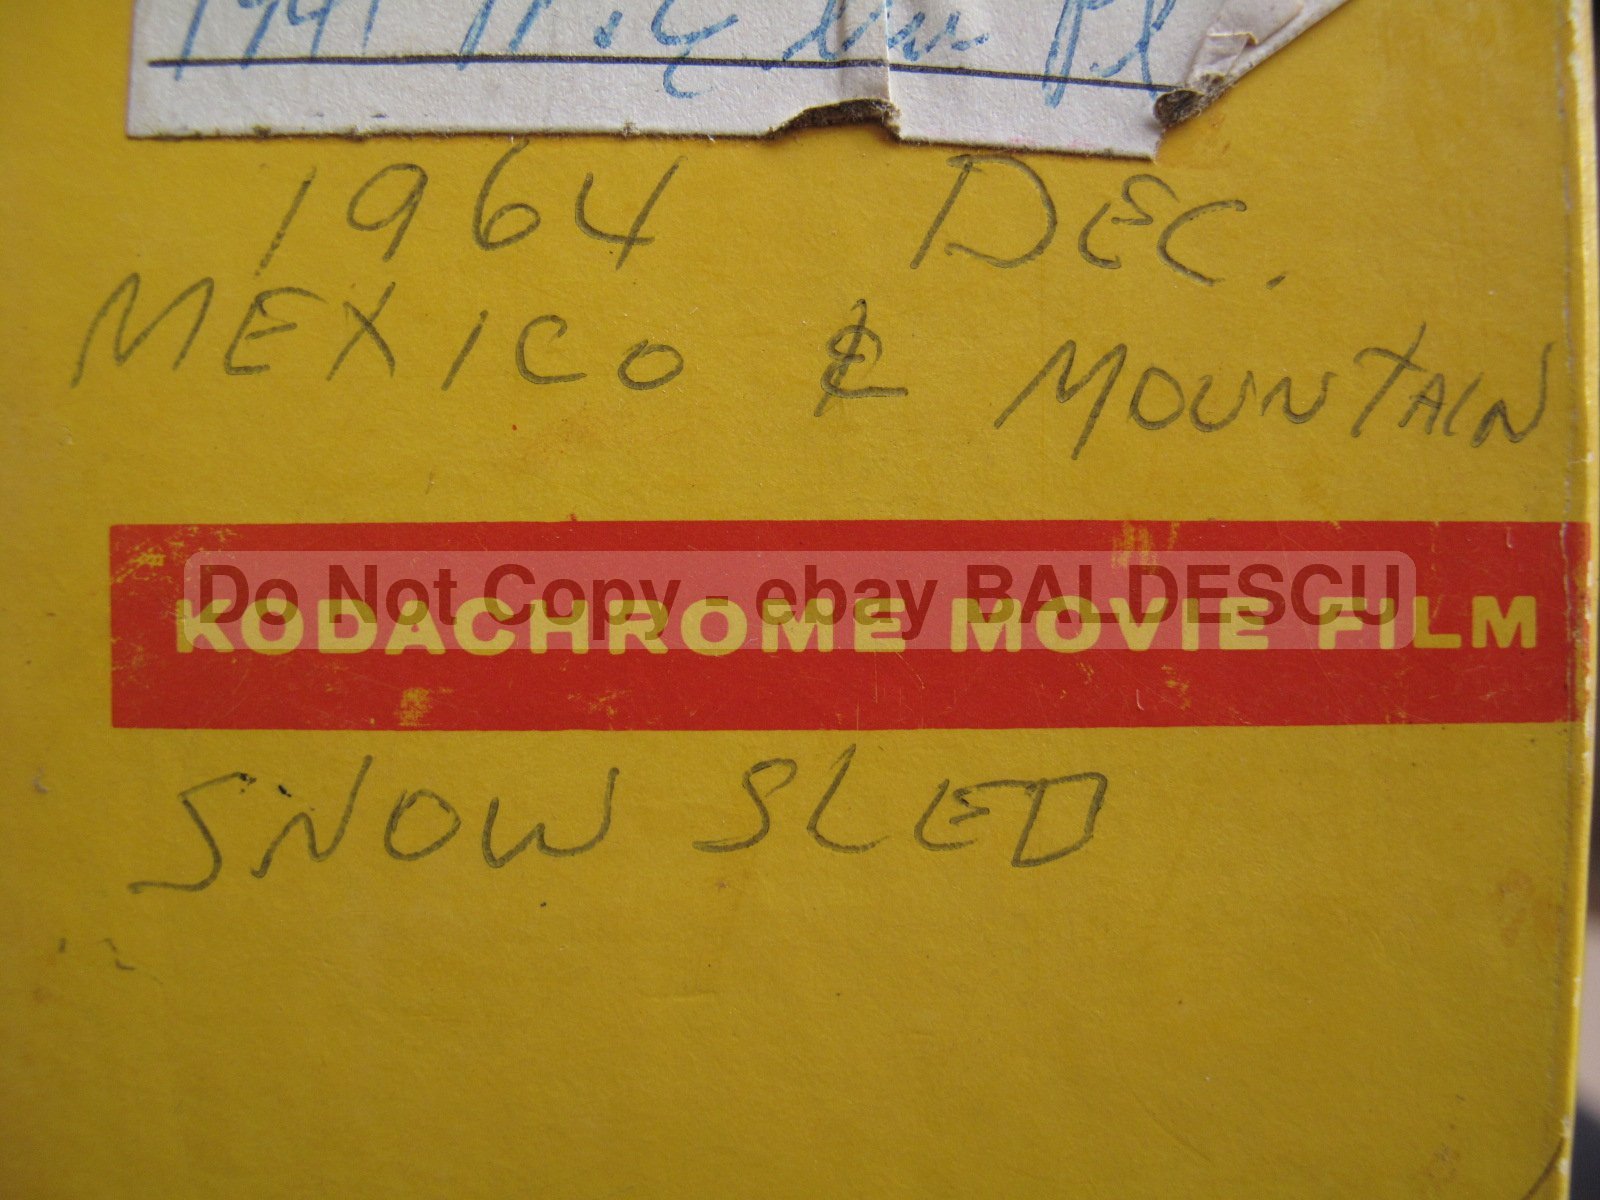 1964 DEC.
MEXICO & MOUNTAIN
Do Not Copy - ebay BALDESCU
KODACHROME MOVIE FILM
SNOW SLED